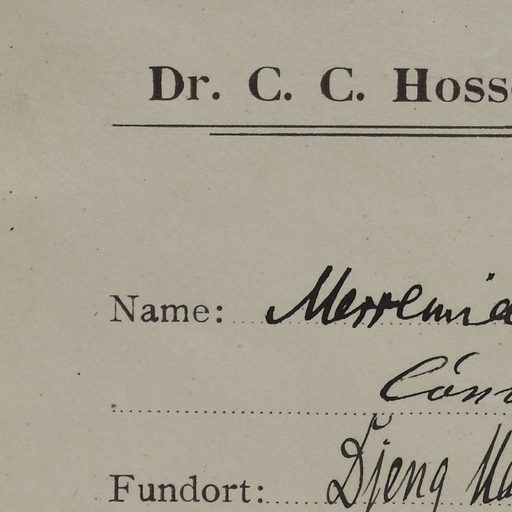 Dr. C. C. Hoss
Name: Merremia
Fundort: Djeng